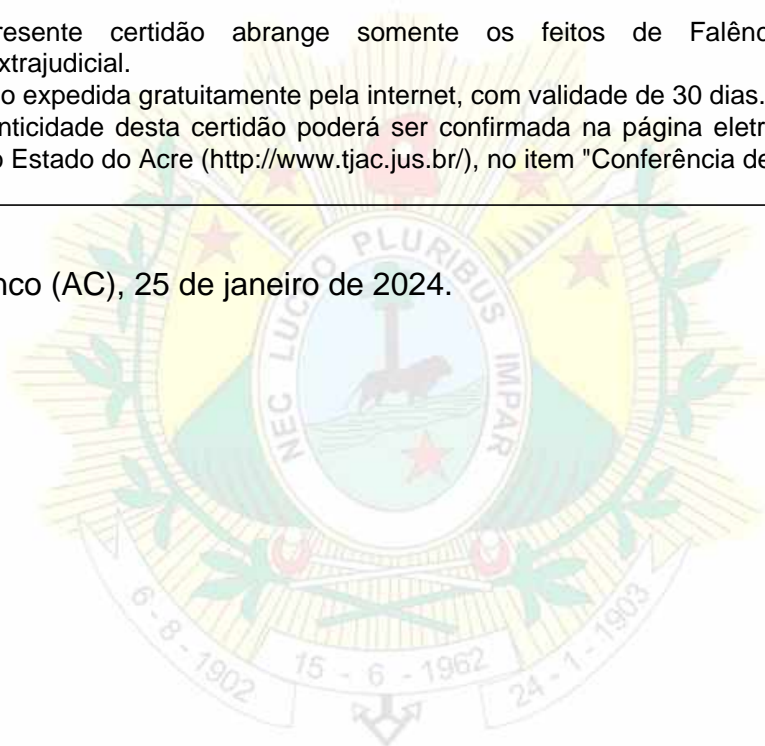 resente certidão abrange somente os feitos de Falênc
xtrajudicial.
o expedida gratuitamente pela internet, com validade de 30 dias.
nticidade desta certidão poderá ser confirmada na página eletr
o Estado do Acre (http://www.tjac.jus.br/), no item "Conferência de
nco (AC), 25 de janeiro de 2024.
NEC LUCEO PLURIBUS IMPAR
6 - 8 - 1902
15 - 6 - 1962
24 - 1 - 1903